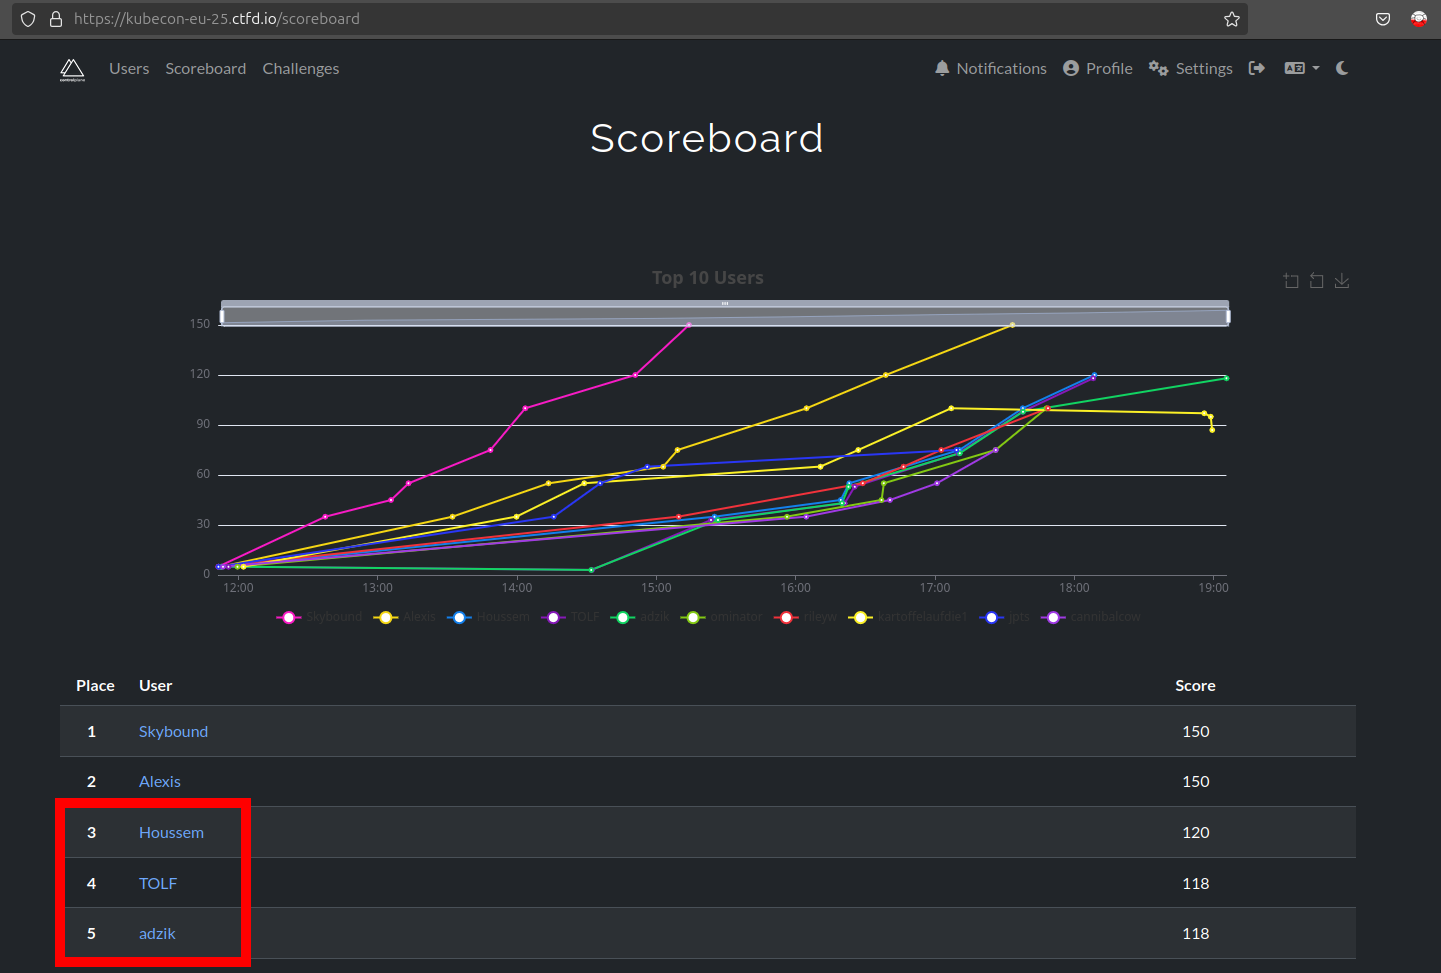 https://kubecon-eu-25.ctfd.io/scoreboard
Users Scoreboard Challenges Notifications Profile Settings
Scoreboard
Top 10 Users
150
120
90
60
30
0
12:00 13:00 14:00 15:00 16:00 17:00 18:00 19:00
Skybound Alexis Houssem TOLF adzik ominator rileyw kartoffelaufdie1 jpts cannibalcow
Place User Score
1 Skybound 150
2 Alexis 150
3 Houssem 120
4 TOLF 118
5 adzik 118